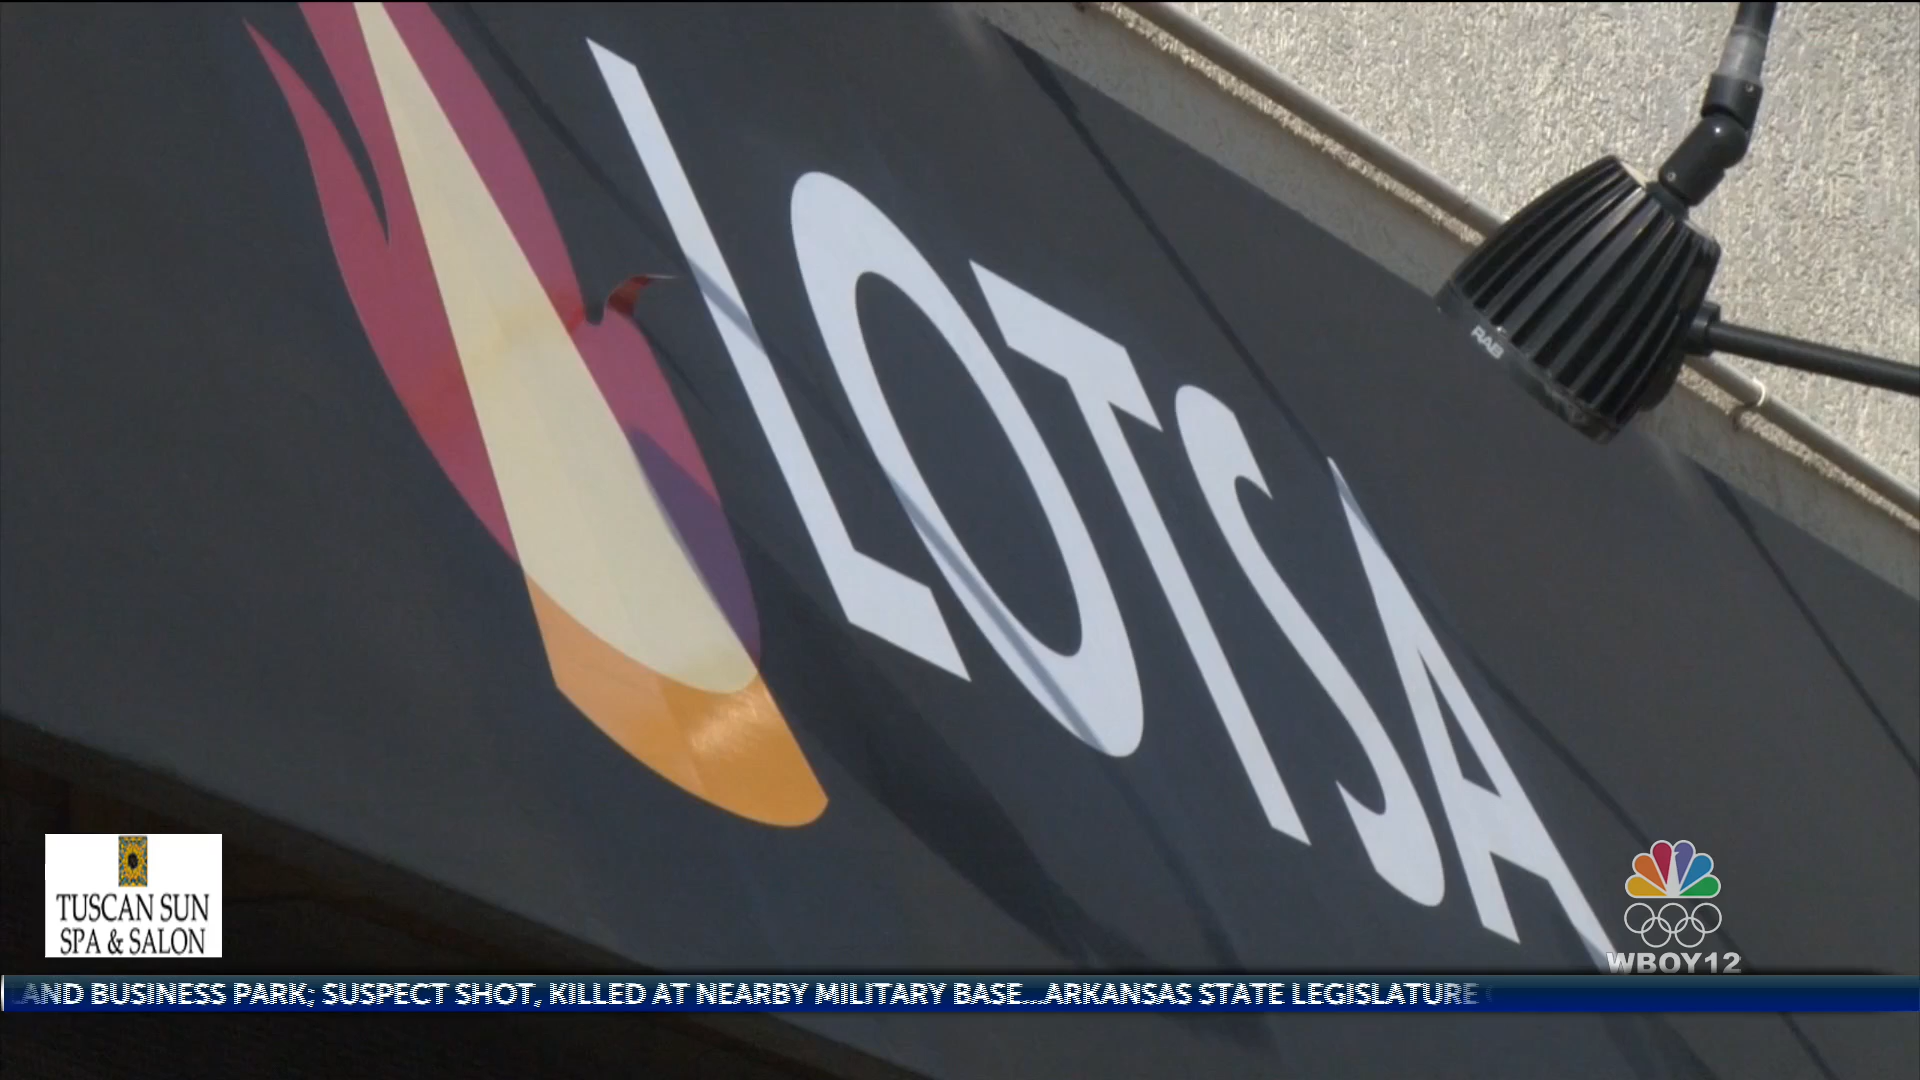 LOTSA
RAB
TUSCAN SUN
SPA & SALON
WBOY12
AND BUSINESS PARK; SUSPECT SHOT, KILLED AT NEARBY MILITARY BASE...ARKANSAS STATE LEGISLATURE